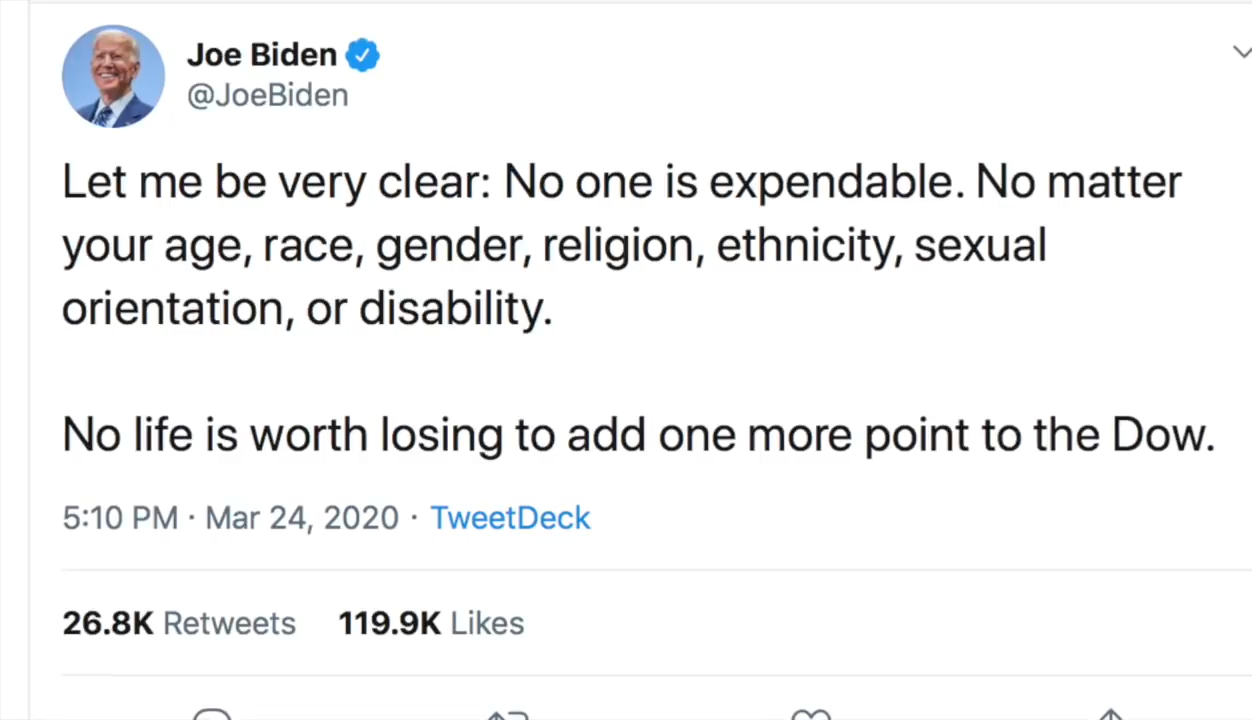 Joe Biden
@JoeBiden
Let me be very clear: No one is expendable. No matter
your age, race, gender, religion, ethnicity, sexual
orientation, or disability.
No life is worth losing to add one more point to the Dow.
5:10 PM · Mar 24, 2020 · TweetDeck
26.8K Retweets 119.9K Likes